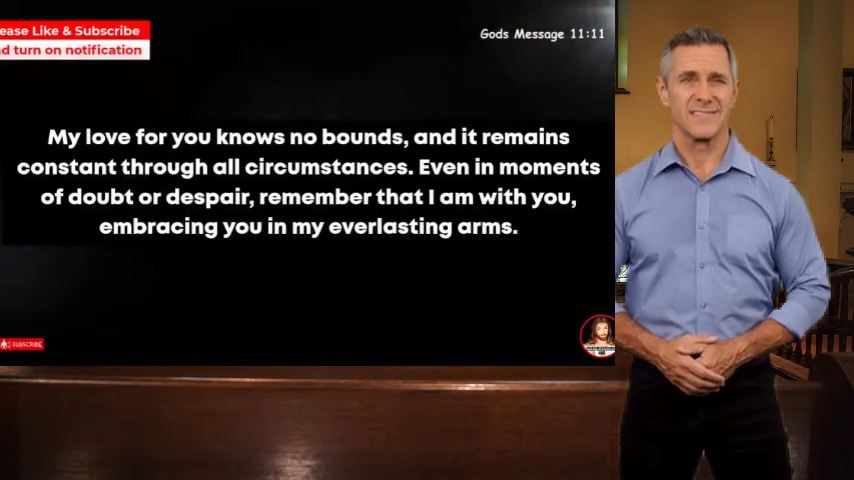 ease Like & Subscribe
nd turn on notification
Gods Message 11:11
My love for you knows no bounds, and it remains
constant through all circumstances. Even in moments
of doubt or despair, remember that I am with you,
embracing you in my everlasting arms.
SUBSCRIBE